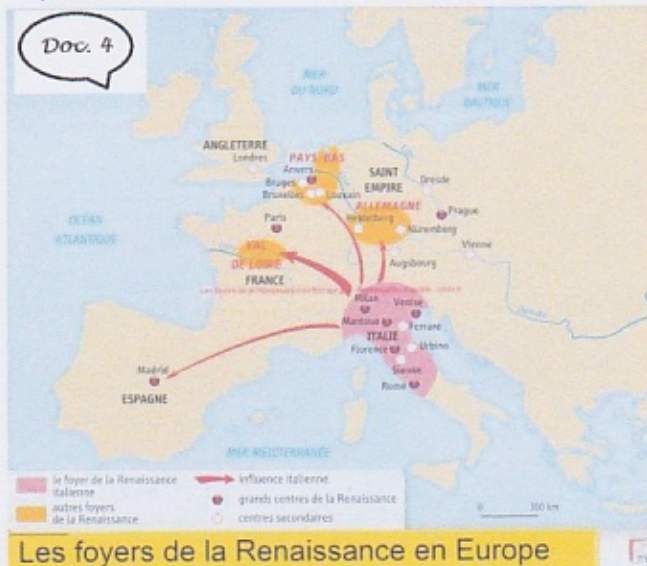 Doc. 4
MER
DU NORD
MER
BALTIQUE
ANGLETERRE
Londres
PAYS BAS
Anvers
Bruges
Bruxelles
Louvain
SAINT
EMPIRE
Dresde
ALLEMAGNE
Prague
Heidelberg
Nuremberg
OCÉAN
ATLANTIQUE
Paris
VAL
DE LOIRE
FRANCE
Augsbourg
Vienne
Milan
Venise
Mantoue
Ferrare
ITALIE
Florence
Urbino
Sienne
Rome
Madrid
ESPAGNE
MER MÉDITERRANÉE
le foyer de la Renaissance
italienne
autres foyers
de la Renaissance
influence italienne
grands centres de la Renaissance
centres secondaires
0 300 km
Les foyers de la Renaissance en Europe